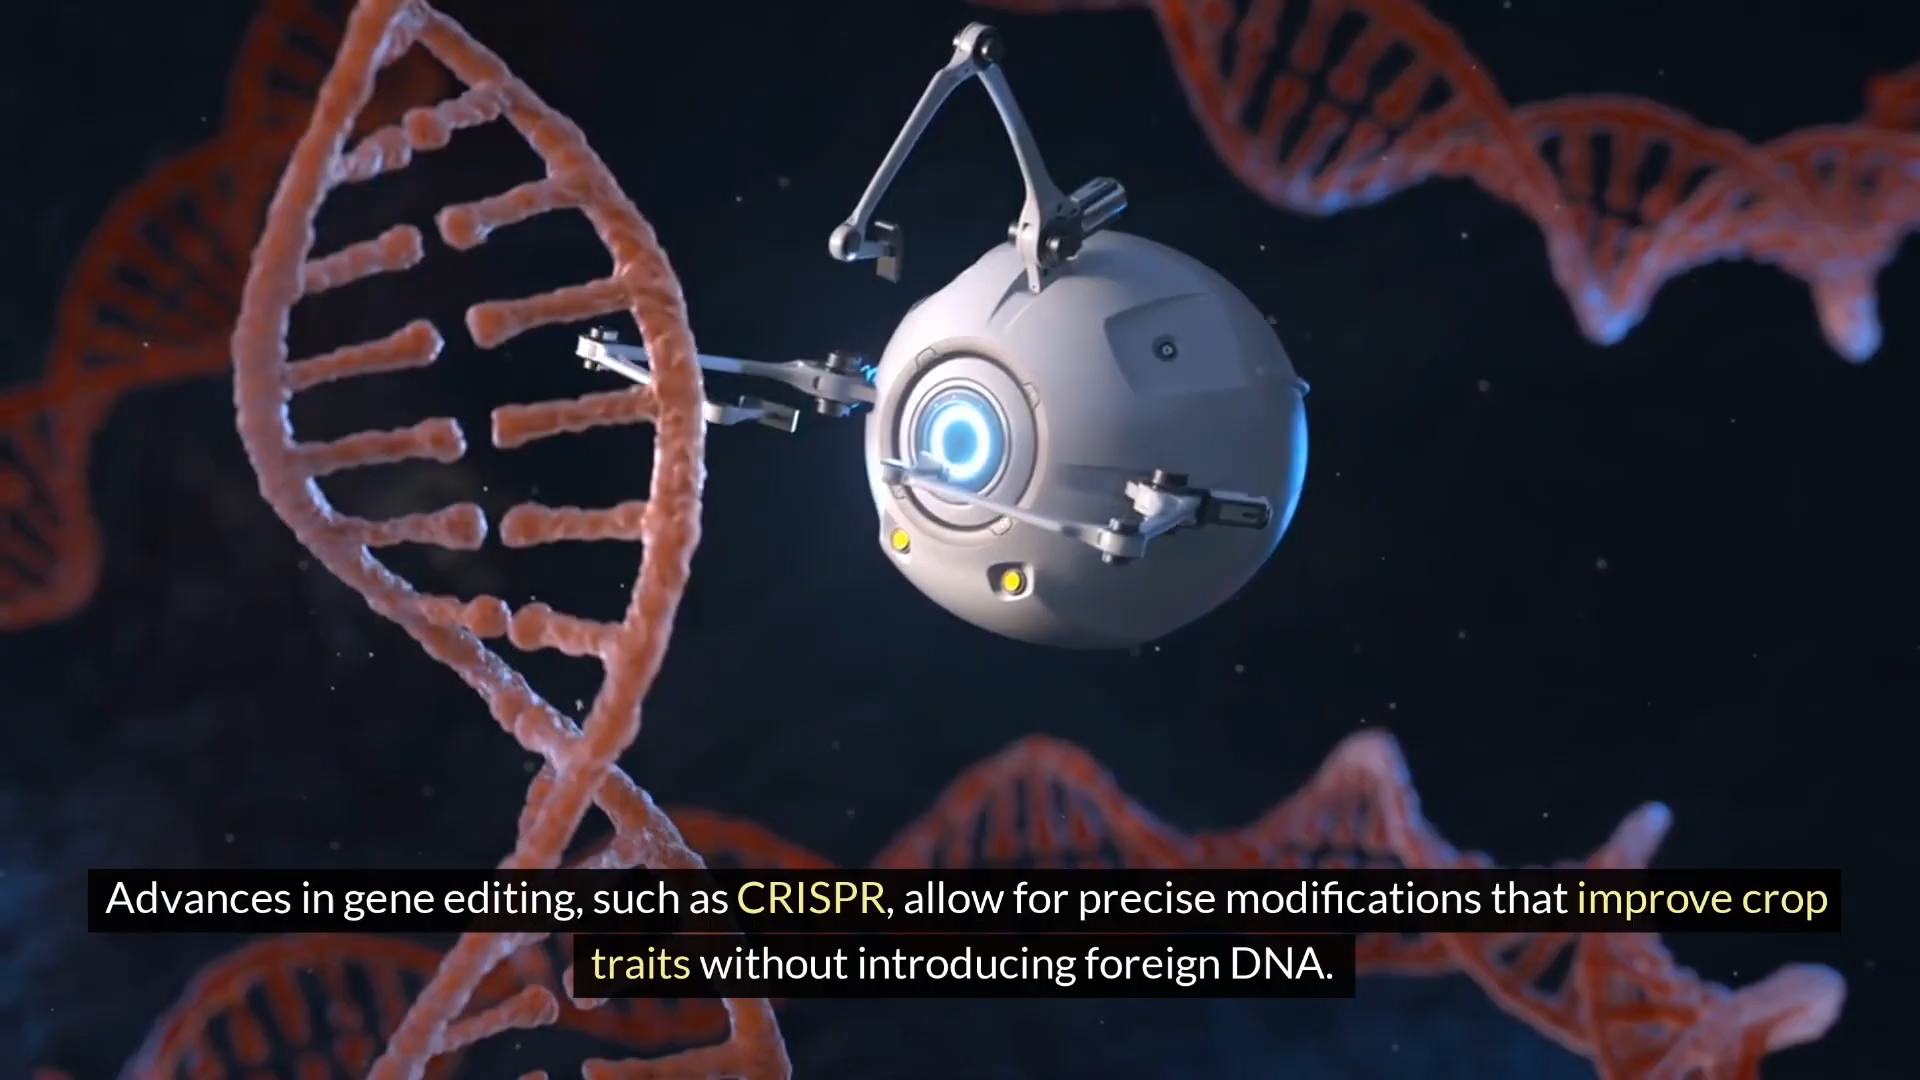 Advances in gene editing, such as CRISPR, allow for precise modifications that improve crop
traits without introducing foreign DNA.